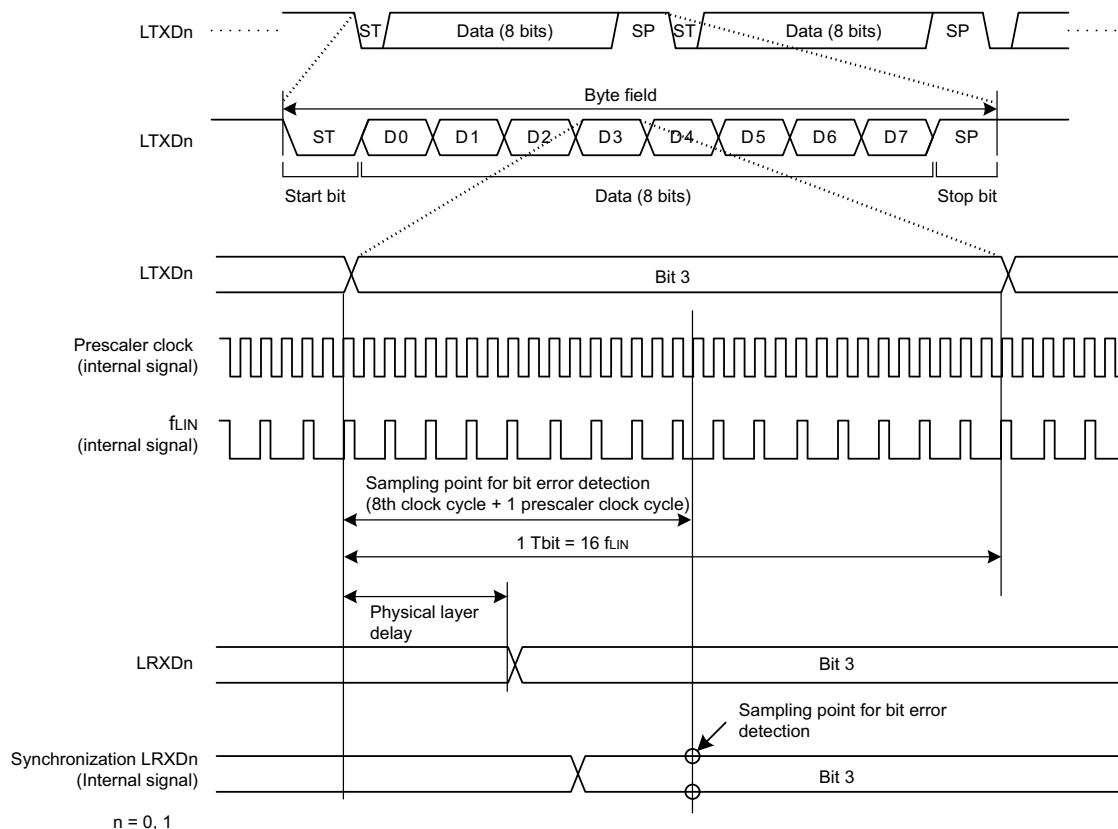 LTXDn
ST
Data (8 bits)
SP
ST
Data (8 bits)
SP
Byte field
LTXDn
ST
D0
D1
D2
D3
D4
D5
D6
D7
SP
Start bit
Data (8 bits)
Stop bit
LTXDn
Bit 3
Prescaler clock
(internal signal)
fLIN
(internal signal)
Sampling point for bit error detection
(8th clock cycle + 1 prescaler clock cycle)
1 Tbit = 16 fLIN
Physical layer
delay
LRXDn
Bit 3
Sampling point for bit error
detection
Synchronization LRXDn
(Internal signal)
Bit 3
n = 0, 1